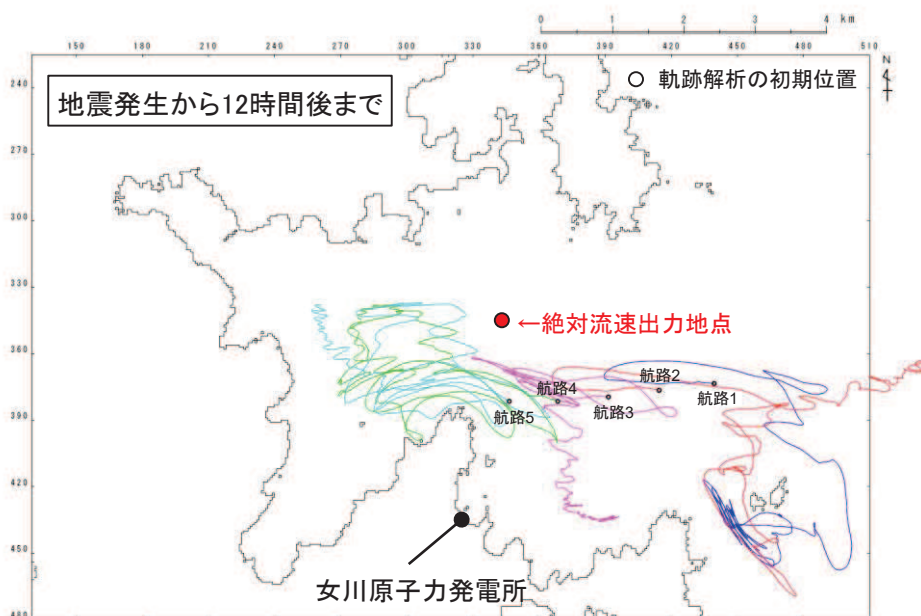 0 1 2 3 4 km
150 180 210 240 270 300 330 360 390 420 450 480 510
N
240
270
300
330
360
390
420
450
480
地震発生から12時間後まで
○ 軌跡解析の初期位置
←絶対流速出力地点
航路2
航路4
航路1
航路3
航路5
女川原子力発電所